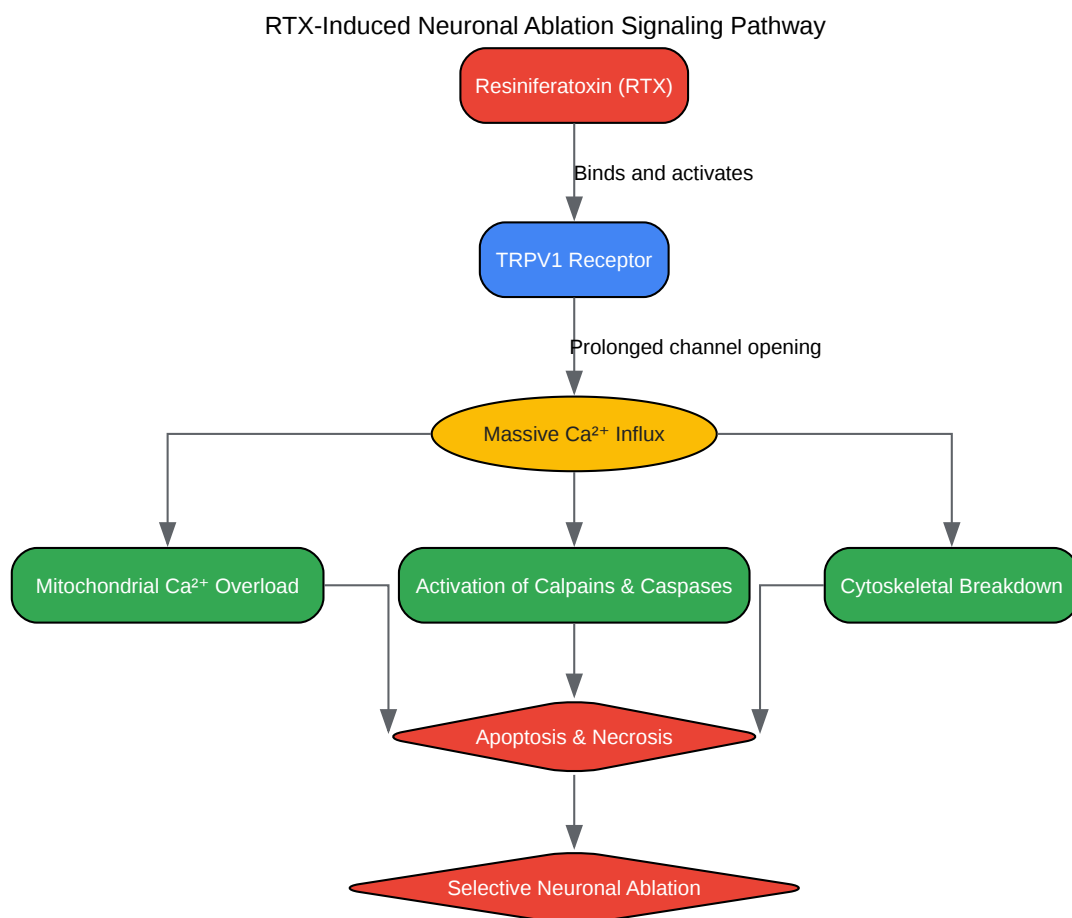 RTX-Induced Neuronal Ablation Signaling Pathway
Resiniferatoxin (RTX)
Binds and activates
TRPV1 Receptor
Prolonged channel opening
Massive Ca²⁺ Influx
Mitochondrial Ca²⁺ Overload
Activation of Calpains & Caspases
Cytoskeletal Breakdown
Apoptosis & Necrosis
Selective Neuronal Ablation